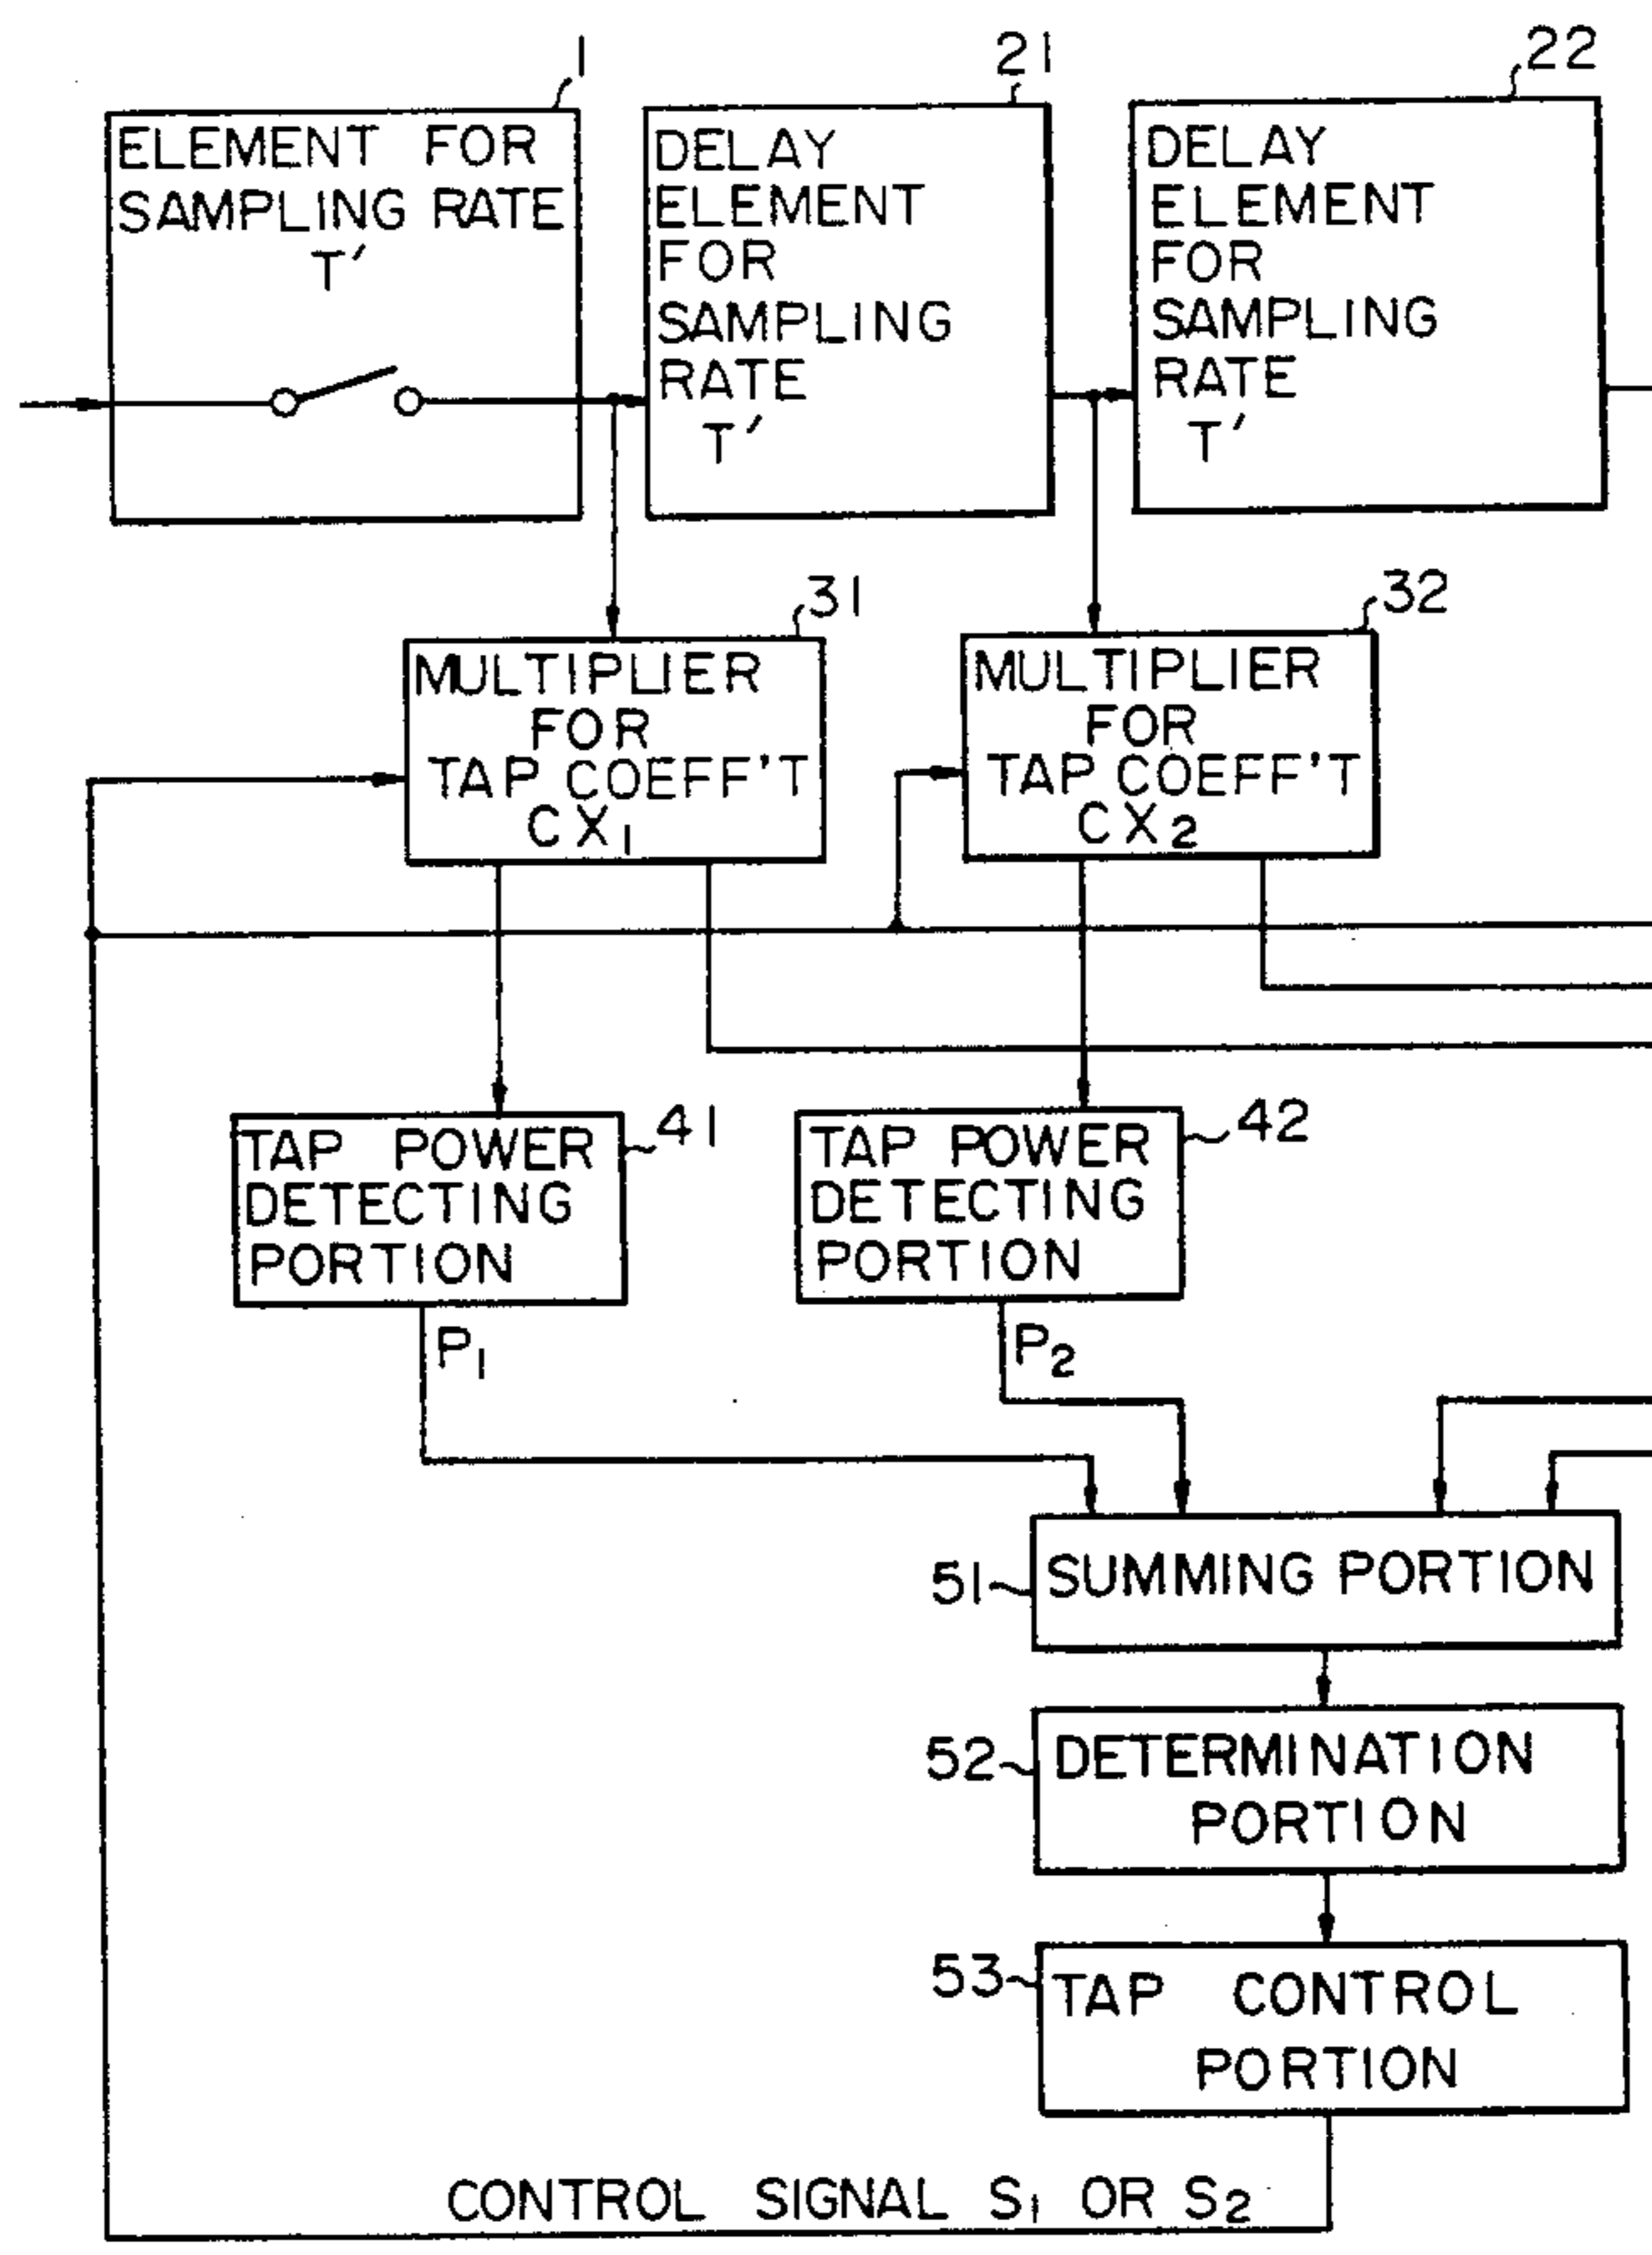 1
ELEMENT FOR
SAMPLING RATE
T′
21
DELAY
ELEMENT
FOR
SAMPLING
RATE
T′
22
DELAY
ELEMENT
FOR
SAMPLING
RATE
T′
31
MULTIPLIER
FOR
TAP COEFF'T
CX₁
32
MULTIPLIER
FOR
TAP COEFF'T
CX₂
41
TAP POWER
DETECTING
PORTION
42
TAP POWER
DETECTING
PORTION
P₁
P₂
51
SUMMING PORTION
52
DETERMINATION
PORTION
53
TAP CONTROL
PORTION
CONTROL SIGNAL S₁ OR S₂